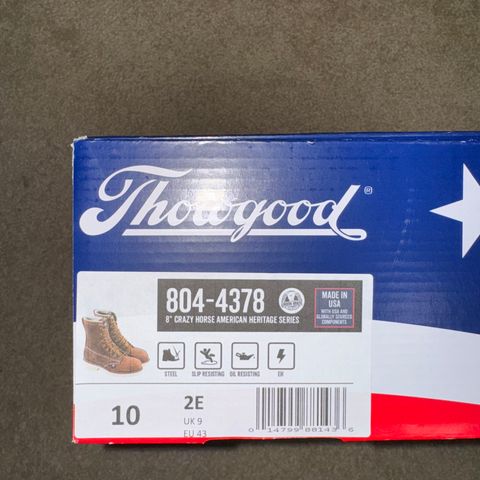 Thorogood®
804-4378
8" CRAZY HORSE AMERICAN HERITAGE SERIES
MADE IN
USA
WITH USA AND
GLOBALLY SOURCED
COMPONENTS
STEEL
SLIP RESISTING
OIL RESISTING
EH
10
2E
UK 9
EU 43
0 14799 88143 6